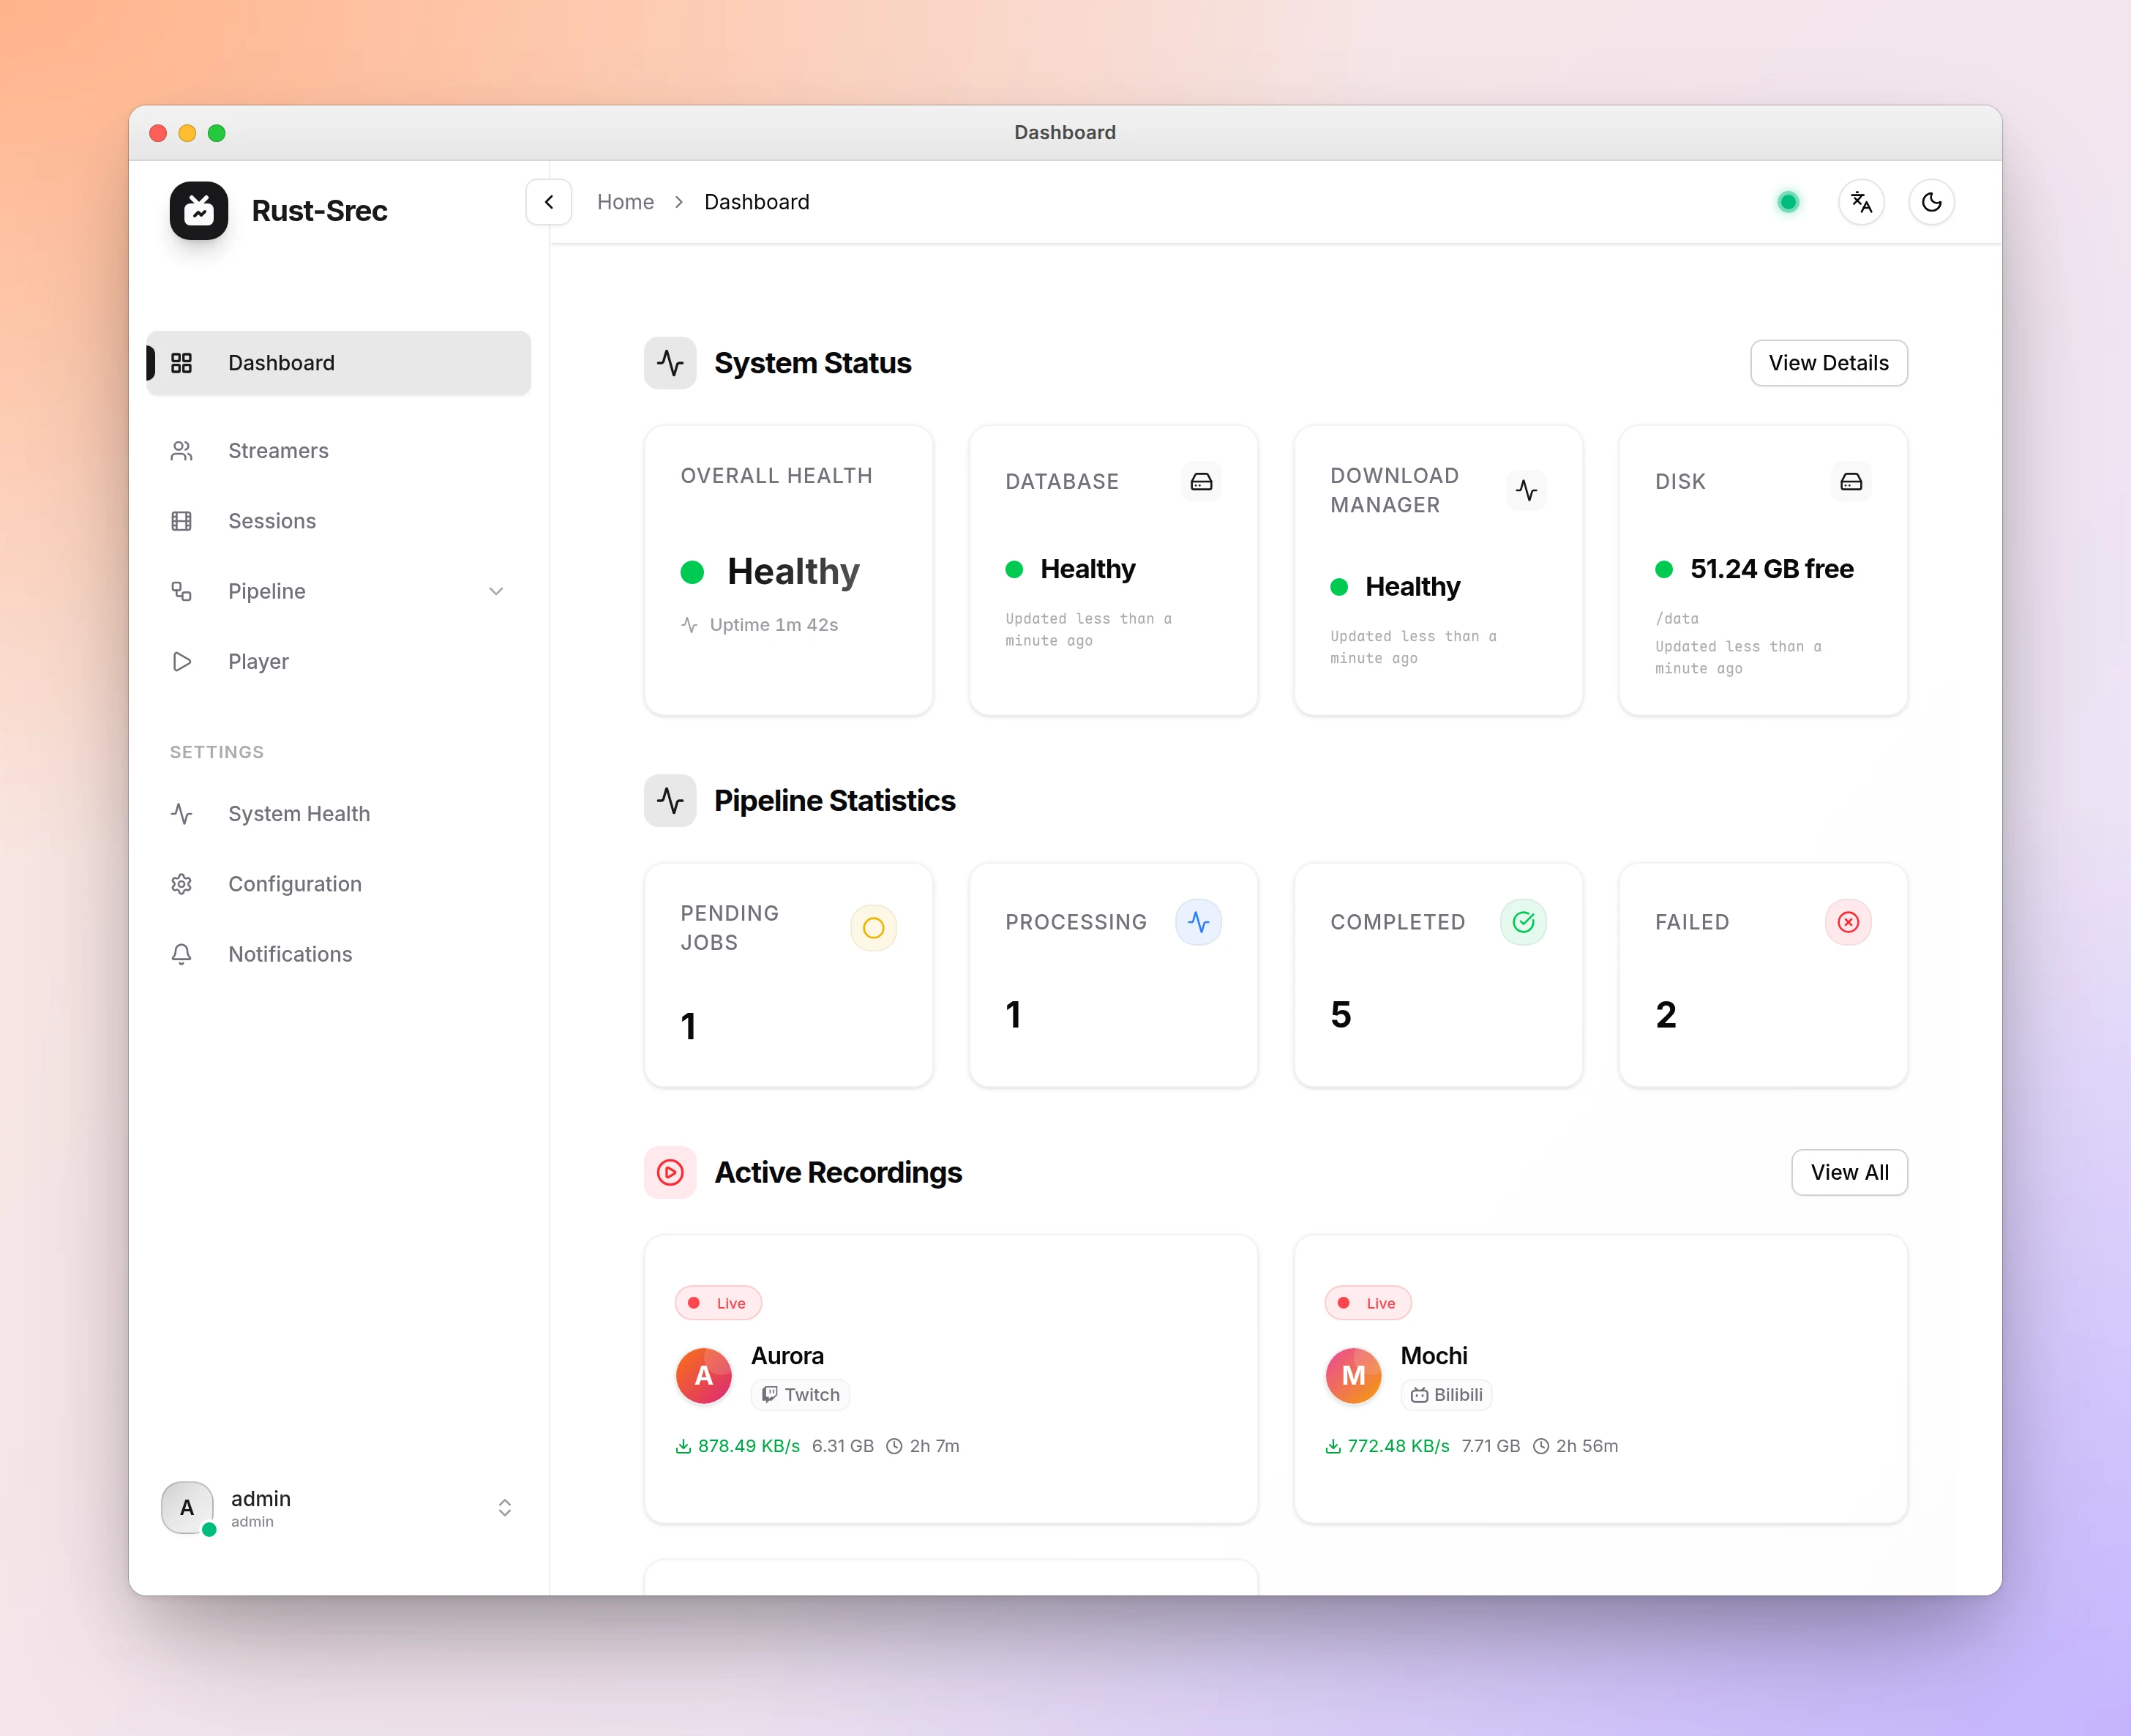 Dashboard
Rust-Srec
Home
Dashboard
Dashboard
Streamers
Sessions
Pipeline
Player
SETTINGS
System Health
Configuration
Notifications
A
admin
admin
System Status
View Details
OVERALL HEALTH
Healthy
Uptime 1m 42s
DATABASE
Healthy
Updated less than a
minute ago
DOWNLOAD
MANAGER
Healthy
Updated less than a
minute ago
DISK
51.24 GB free
/data
Updated less than a
minute ago
Pipeline Statistics
PENDING
JOBS
1
PROCESSING
1
COMPLETED
5
FAILED
2
Active Recordings
View All
Live
A
Aurora
Twitch
878.49 KB/s 6.31 GB 2h 7m
Live
M
Mochi
Bilibili
772.48 KB/s 7.71 GB 2h 56m